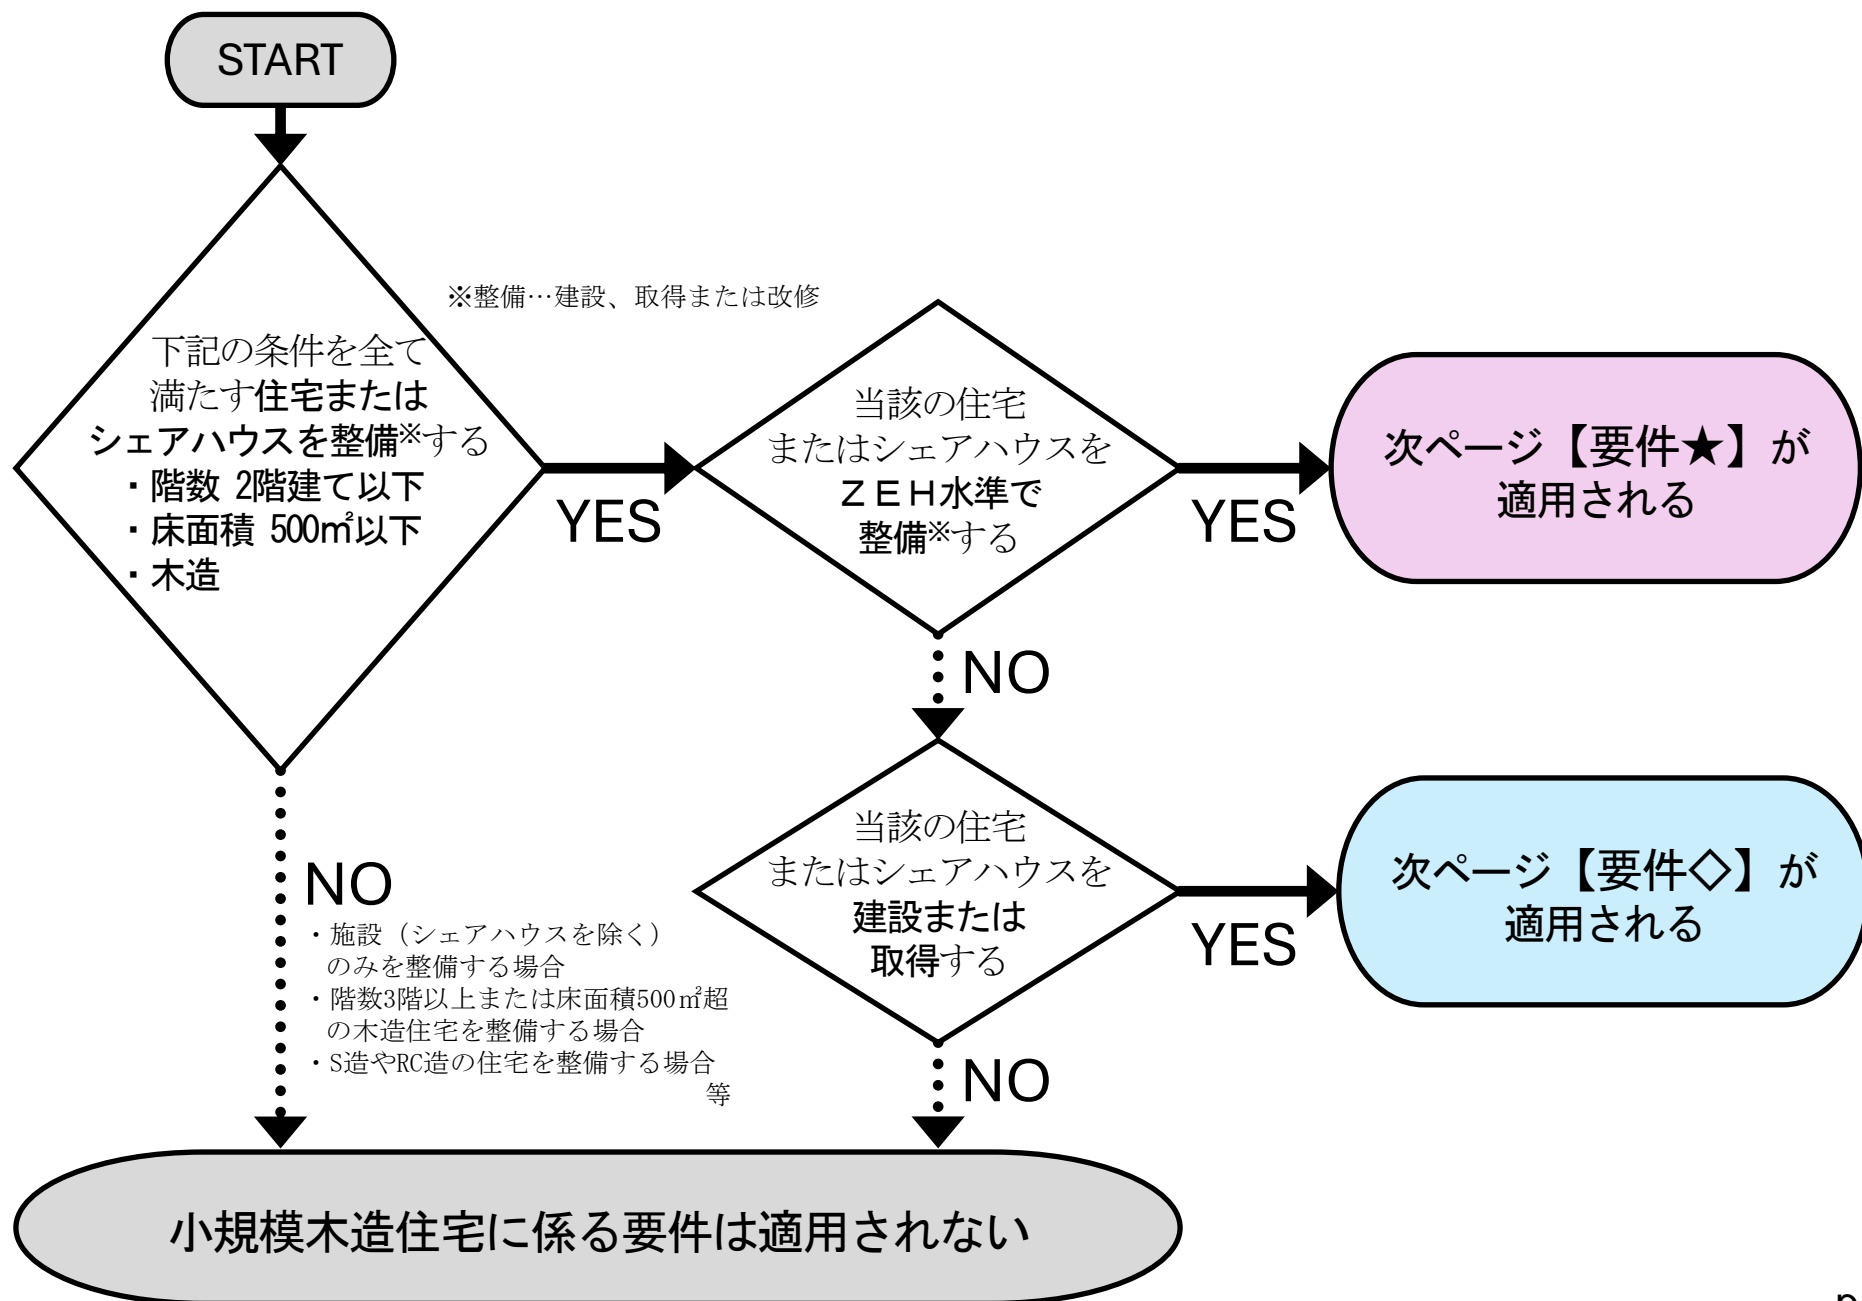 START
※整備…建設、取得または改修
下記の条件を全て
満たす住宅または
シェアハウスを整備※する
・階数 2階建て以下
・床面積 500㎡以下
・木造
YES
当該の住宅
またはシェアハウスを
ＺＥＨ水準で
整備※する
YES
次ページ【要件★】が
適用される
NO
当該の住宅
またはシェアハウスを
建設または
取得する
YES
次ページ【要件◇】が
適用される
NO
・施設（シェアハウスを除く）
のみを整備する場合
・階数3階以上または床面積500㎡超
の木造住宅を整備する場合
・S造やRC造の住宅を整備する場合
等
NO
小規模木造住宅に係る要件は適用されない